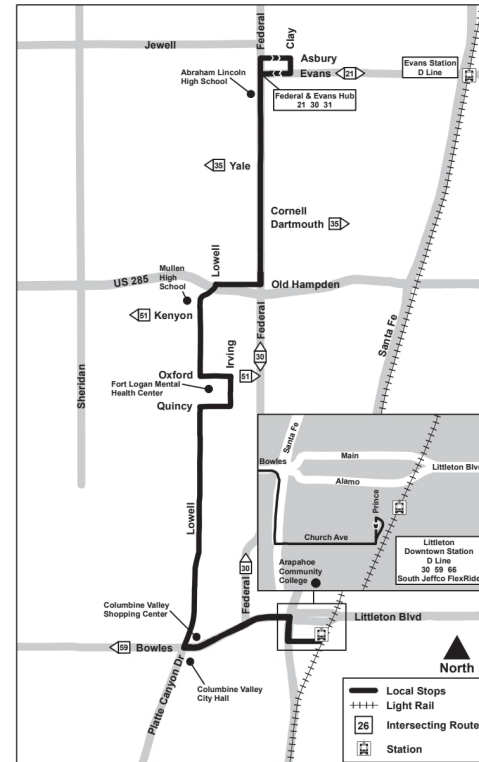 Jewell
Federal
Clay
Asbury
Evans
21
Evans Station
D Line
Abraham Lincoln
High School
Federal & Evans Hub
21 30 31
35
Yale
Cornell
Dartmouth
35
Lowell
Mullen
High
School
US 285
Old Hampden
51
Kenyon
Federal
Santa Fe
30
Irving
Oxford
51
Sheridan
Fort Logan Mental
Health Center
Quincy
Santa Fe
Bowles
Main
Littleton Blvd
Alamo
Prince
Church Ave
Littleton
Downtown Station
D Line
30 59 66
South Jeffco FlexRide
Lowell
30
Arapahoe
Community
College
Federal
Columbine Valley
Shopping Center
Littleton Blvd
59
Bowles
Platte Canyon Dr
Columbine Valley
City Hall
North
Local Stops
Light Rail
26
Intersecting Route
Station